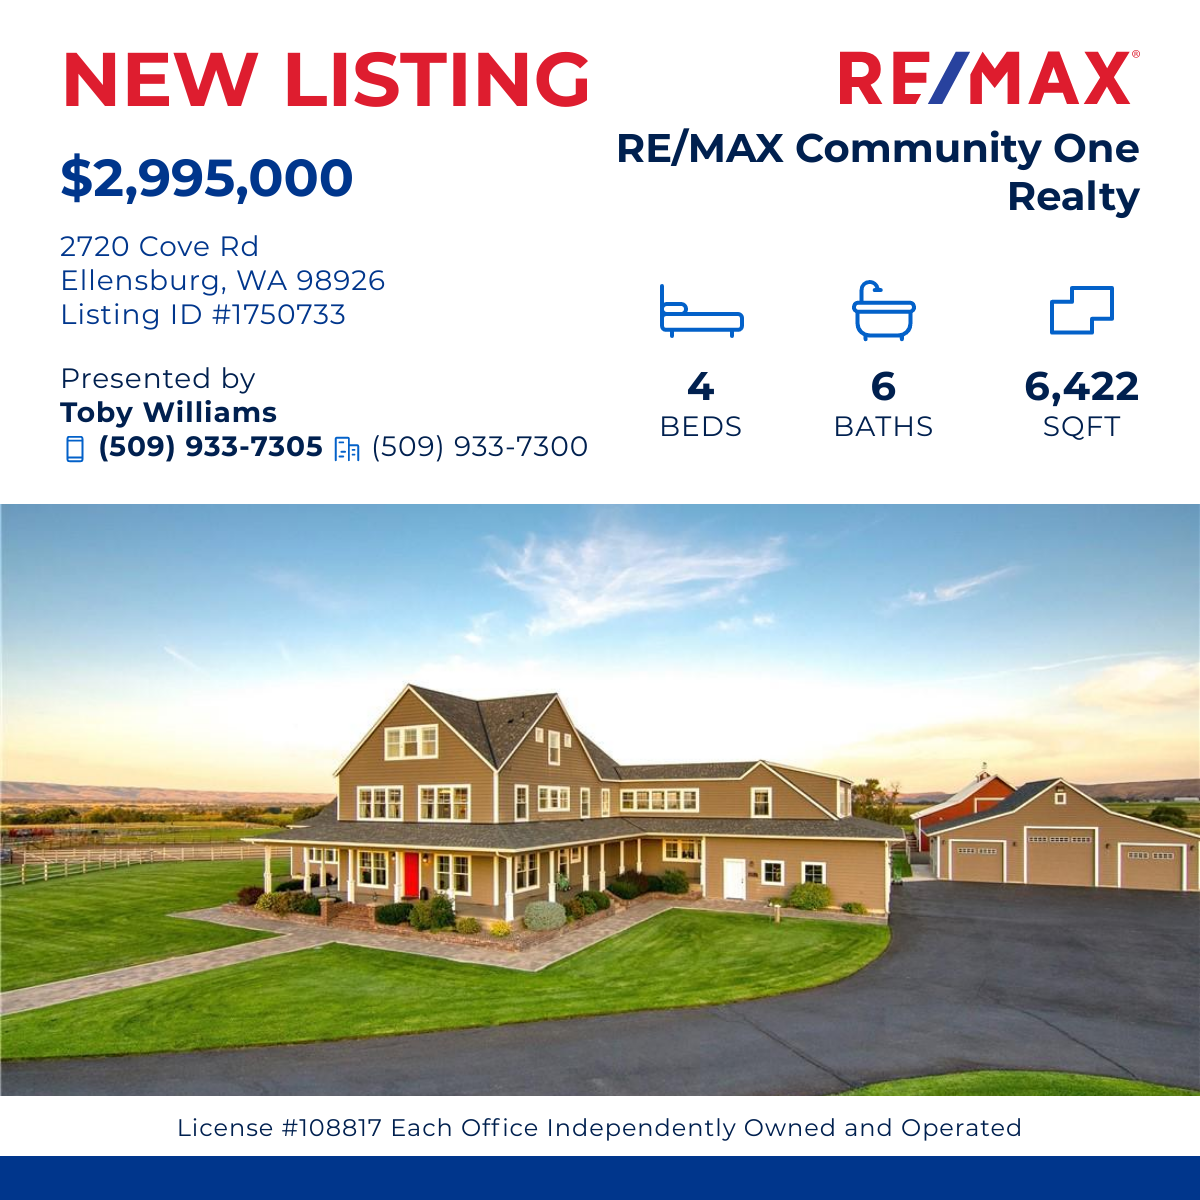 NEW LISTING
RE/MAX®
RE/MAX Community One
Realty
$2,995,000
2720 Cove Rd
Ellensburg, WA 98926
Listing ID #1750733
Presented by
Toby Williams
(509) 933-7305 (509) 933-7300
4 6 6,422
BEDS BATHS SQFT
License #108817 Each Office Independently Owned and Operated